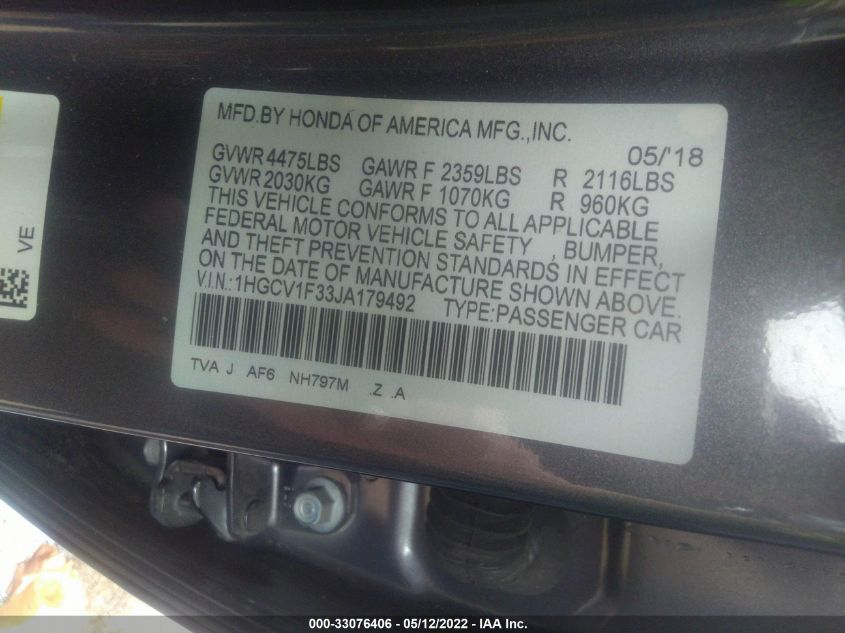 MFD.BY HONDA OF AMERICA MFG.,INC.
05/'18
GVWR 4475LBS GAWR F 2359LBS R 2116LBS
GVWR 2030KG GAWR F 1070KG R 960KG
THIS VEHICLE CONFORMS TO ALL APPLICABLE
FEDERAL MOTOR VEHICLE SAFETY , BUMPER,
AND THEFT PREVENTION STANDARDS IN EFFECT
ON THE DATE OF MANUFACTURE SHOWN ABOVE.
V.I.N.:1HGCV1F33JA179492 TYPE:PASSENGER CAR
TVA J AF6 NH797M .Z .A
VE
000-33076406 - 05/12/2022 - IAA Inc.